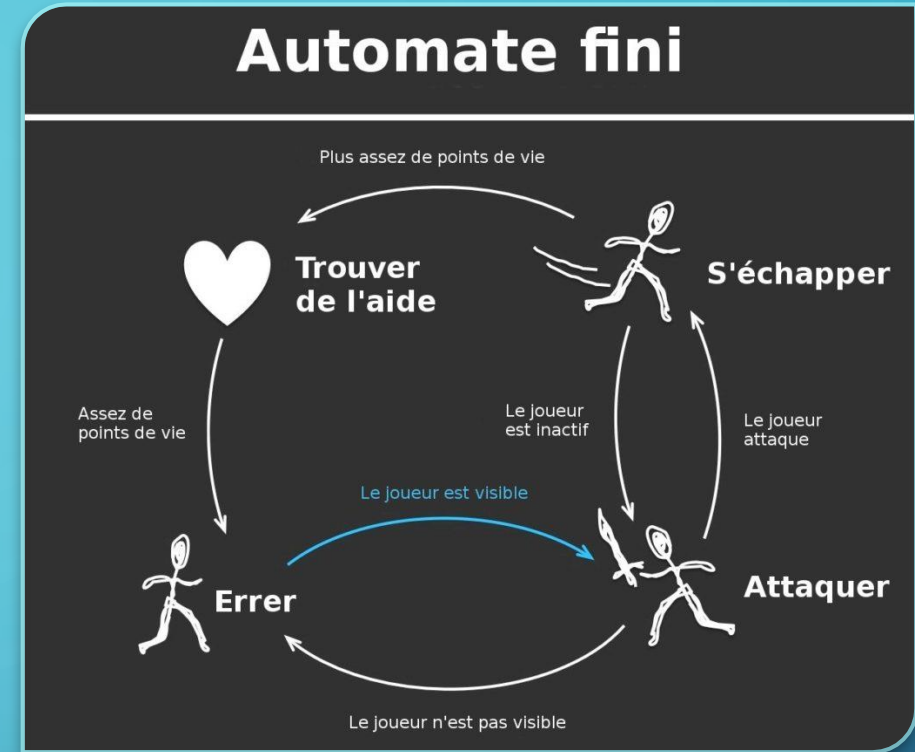 Automate fini
Plus assez de points de vie
Trouver
de l'aide
S'échapper
Assez de
points de vie
Le joueur
est inactif
Le joueur
attaque
Le joueur est visible
Errer
Attaquer
Le joueur n'est pas visible